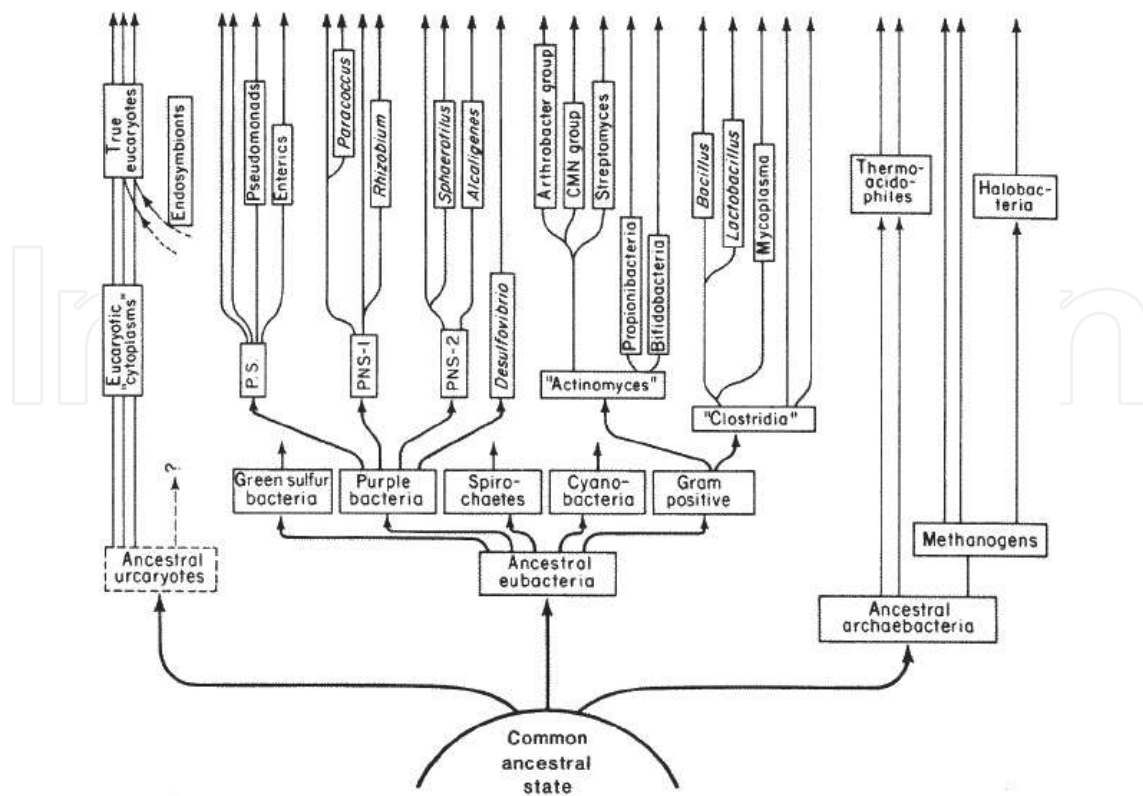 True
eucaryotes
Endosymbionts
Eucaryotic
"cytoplasms"
?
Ancestral
urcaryotes
Pseudomonads
Enterics
P.S.
Paracoccus
Rhizobium
PNS-1
Sphaerotilus
Alcaligenes
PNS-2
Desulfovibrio
Arthrobacter group
CMN group
Streptomyces
Propionibacteria
Bifidobacteria
"Actinomyces"
Bacillus
Lactobacillus
Mycoplasma
"Clostridia"
Green sulfur
bacteria
Purple
bacteria
Spiro-
chaetes
Cyano-
bacteria
Gram
positive
Ancestral
eubacteria
Thermo-
acidο-
philes
Halobac-
teria
Methanogens
Ancestral
archaebacteria
Common
ancestral
state